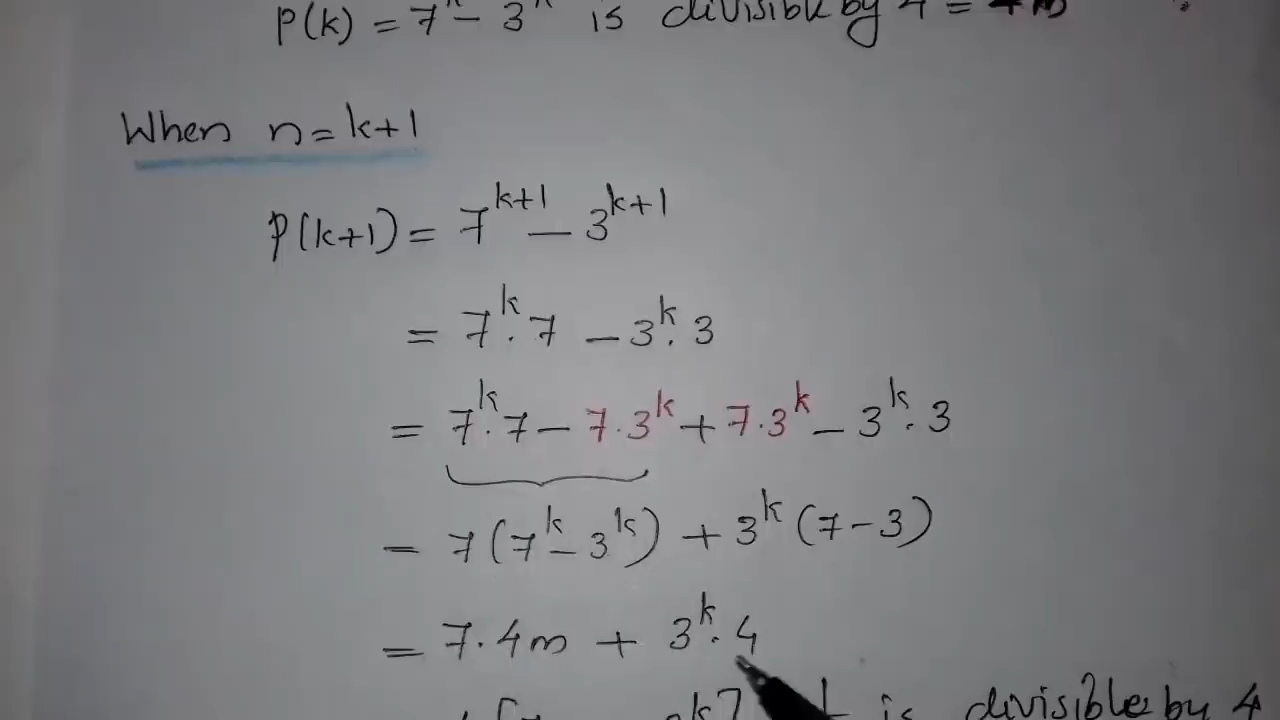 P(k) = 7^k - 3^k is divisible by 4 = 4m
When n = k+1
P(k+1) = 7^{k+1} - 3^{k+1}
= 7^k . 7 - 3^k . 3
= 7^k . 7 - 7 . 3^k + 7 . 3^k - 3^k . 3
= 7(7^k - 3^k) + 3^k (7-3)
= 7 . 4m + 3^k . 4
is divisible by 4